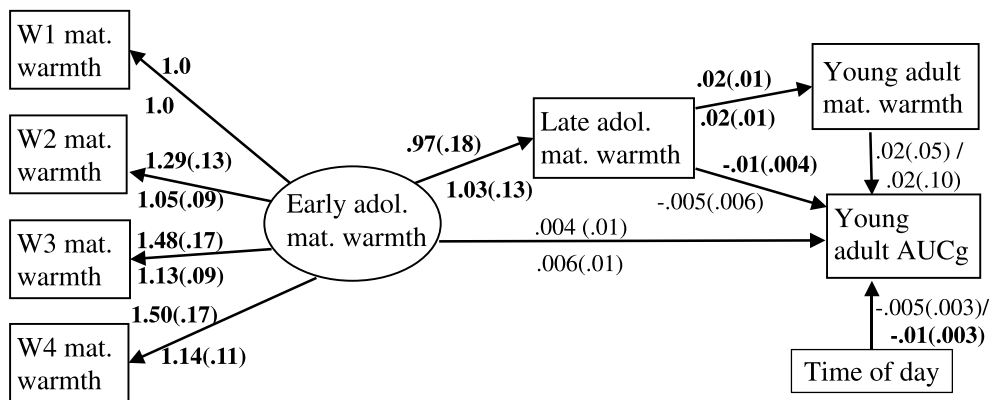 W1 mat.
warmth
1.0
1.0
W2 mat.
warmth
1.29(.13)
1.05(.09)
W3 mat.
warmth
1.48(.17)
1.13(.09)
W4 mat.
warmth
1.50(.17)
1.14(.11)
Early adol.
mat. warmth
.97(.18)
1.03(.13)
Late adol.
mat. warmth
.02(.01)
.02(.01)
Young adult
mat. warmth
-.01(.004)
-.005(.006)
.02(.05) /
.02(.10)
.004 (.01)
.006(.01)
Young
adult AUCg
-.005(.003)/
-.01(.003)
Time of day